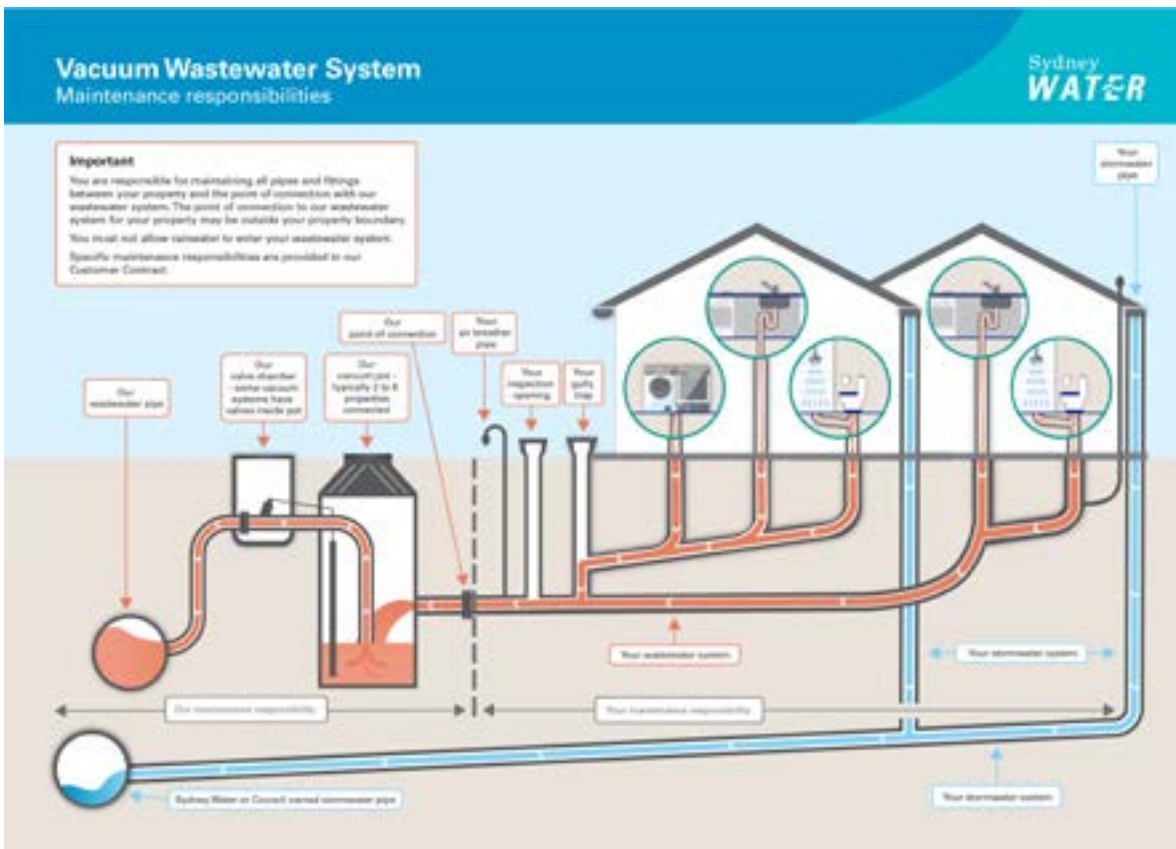 Vacuum Wastewater System
Maintenance responsibilities
Sydney
WATER
Important
You are responsible for maintaining all pipes and fittings
between your property and the point of connection with our
wastewater system. The point of connection to our wastewater
system for your property may be outside your property boundary.
You must not allow rainwater to enter your wastewater system.
Specific maintenance responsibilities are provided in our
Customer Contract.
Your
stormwater
pipe
Our
point of connection
Your
air breather
pipe
Our
wastewater pipe
Our
valve chamber
- some vacuum
systems have
valves inside pot
Our
vacuum pot -
typically 2 to
properties
connected
Your
inspection
opening
Your
gully
trap
Your wastewater system
Your stormwater system
Our maintenance responsibility
Your maintenance responsibility
Sydney Water or Council owned stormwater pipe
Your stormwater system